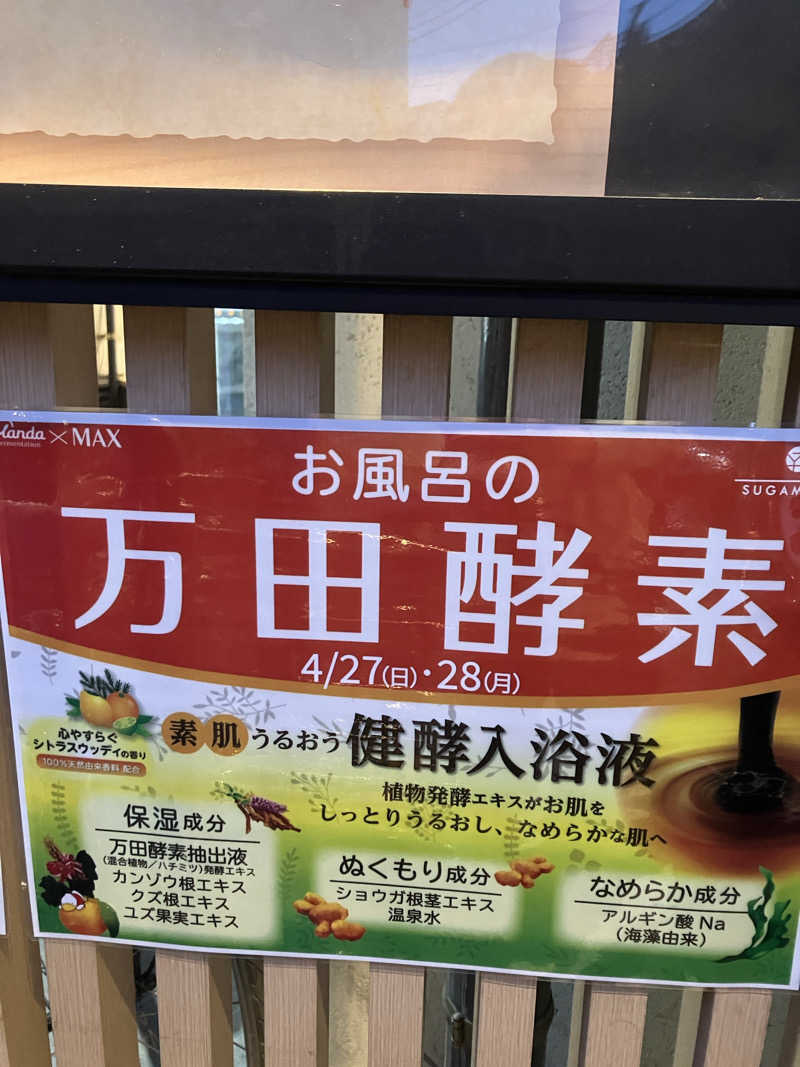 × MAX
お風呂の
万田酵素
4/27(日)・28(月)
心やすらぐ
シトラスウッディの香り
100%天然由来香料 配合
素肌うるおう健酵入浴液
植物発酵エキスがお肌を
しっとりうるおし、なめらかな肌へ
保湿成分
万田酵素抽出液
(混合植物/ハチミツ)発酵エキス
カンゾウ根エキス
クズ根エキス
ユズ果実エキス
ぬくもり成分
ショウガ根茎エキス
温泉水
なめらか成分
アルギン酸 Na
(海藻由来)